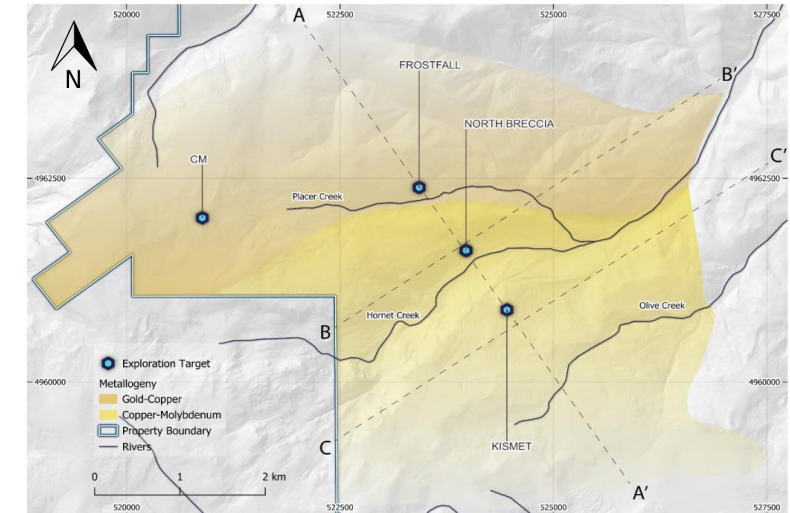 520000
522500
525000
527500
A
B'
FROSTFALL
N
NORTH BRECCIA
C'
CM
4962500
4962500
Placer Creek
B
Hornet Creek
Olive Creek
Exploration Target
Metallogeny
Gold-Copper
Copper-Molybdenum
Property Boundary
Rivers
4960000
4960000
C
KISMET
0 1 2 km
A'
520000
522500
525000
527500